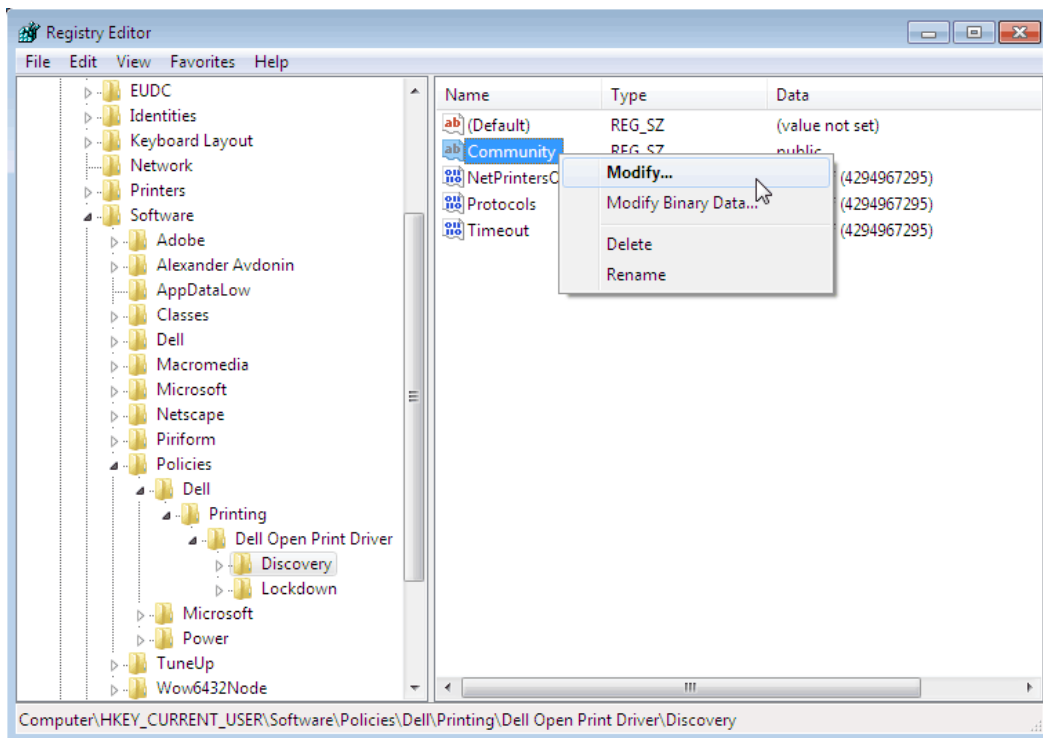 Registry Editor
File Edit View Favorites Help
EUDC
Identities
Keyboard Layout
Network
Printers
Software
Adobe
Alexander Avdonin
AppDataLow
Classes
Dell
Macromedia
Microsoft
Netscape
Piriform
Policies
Dell
Printing
Dell Open Print Driver
Discovery
Lockdown
Microsoft
Power
TuneUp
Wow6432Node
Name Type Data
(Default) REG_SZ (value not set)
Community REG_SZ public
NetPrintersO (4294967295)
Protocols (4294967295)
Timeout (4294967295)
Modify...
Modify Binary Data...
Delete
Rename
Computer\HKEY_CURRENT_USER\Software\Policies\Dell\Printing\Dell Open Print Driver\Discovery